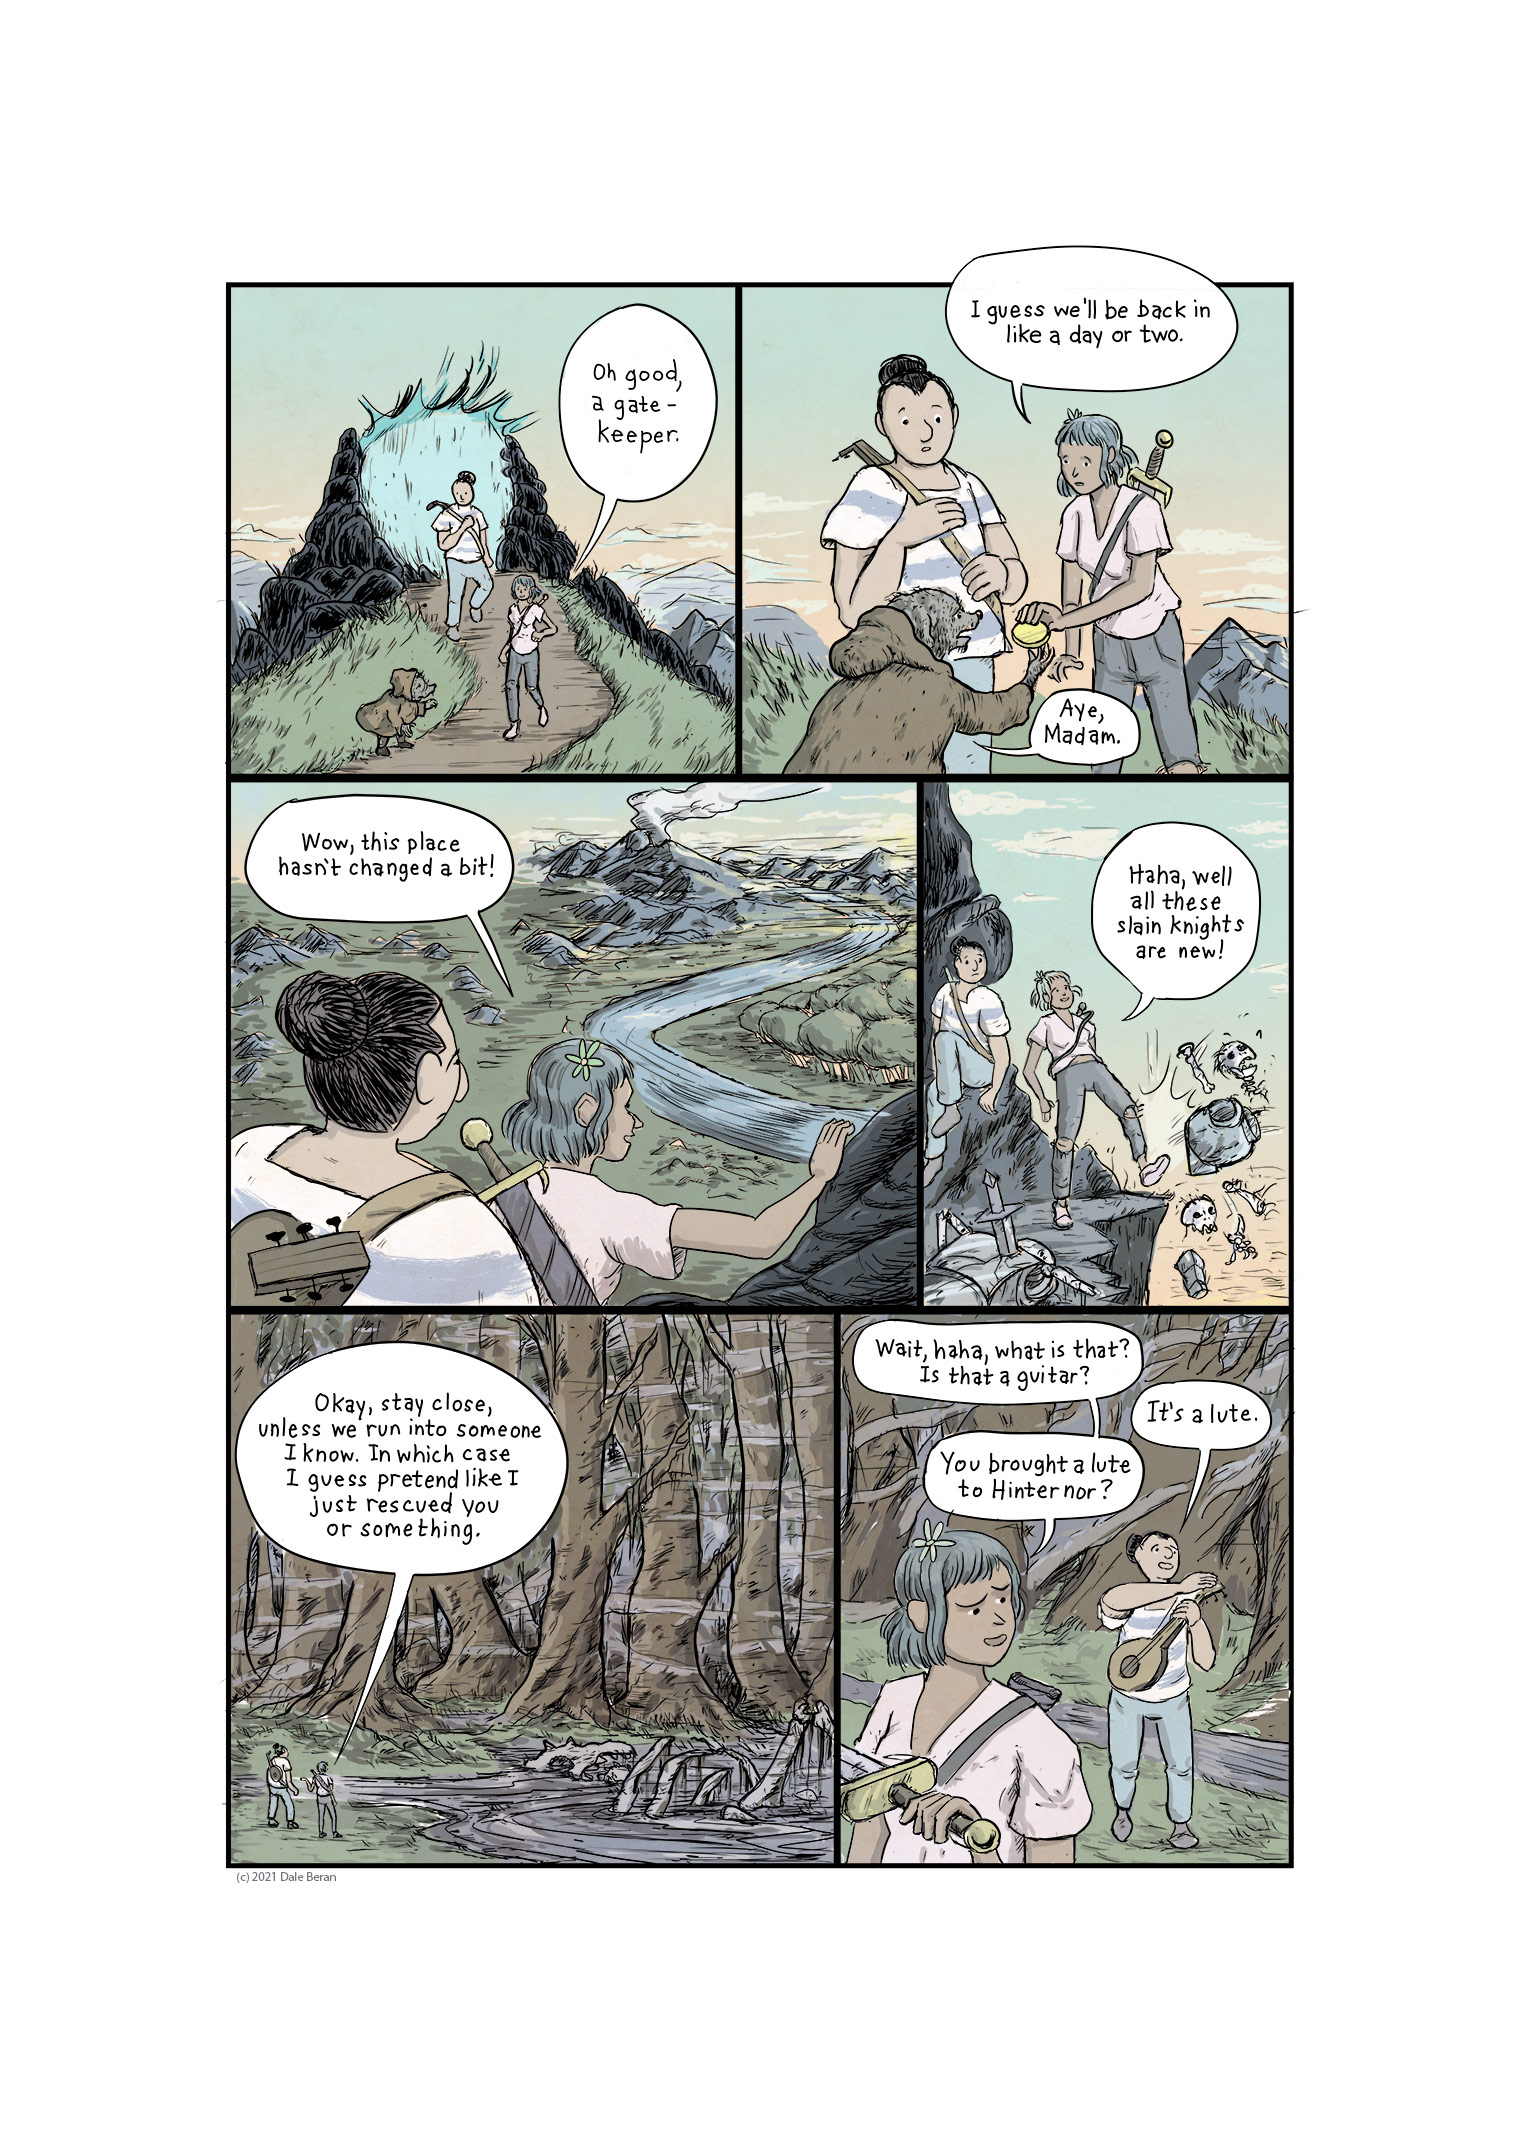 Oh good,
a gate-
keeper.
I guess we'll be back in
like a day or two.
Aye,
Madam.
Wow, this place
hasn't changed a bit!
Haha, well
all these
slain knights
are new!
Okay, stay close,
unless we run into someone
I know. In which case
I guess pretend like I
just rescued you
or something.
Wait, haha, what is that?
Is that a guitar?
It's a lute.
You brought a lute
to Hinternor?
(c) 2021 Dale Beran